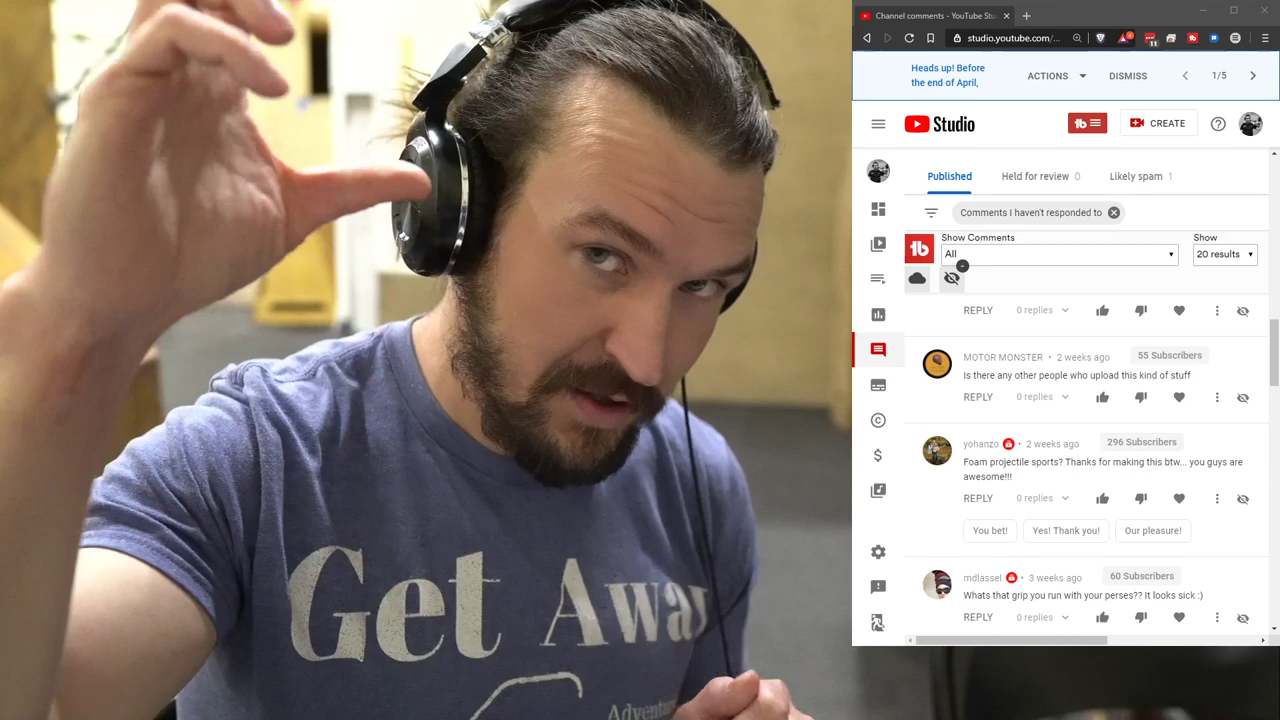 Channel comments - YouTube Stu
studio.youtube.com/...
4
11
Heads up! Before
the end of April,
ACTIONS
DISMISS
1/5
Studio
tb
CREATE
Published
Held for review 0
Likely spam 1
Comments I haven't responded to
tb
Show Comments
Show
All
20 results
REPLY 0 replies
MOTOR MONSTER • 2 weeks ago 55 Subscribers
Is there any other people who upload this kind of stuff
REPLY 0 replies
yohanzo • 2 weeks ago 296 Subscribers
Foam projectile sports? Thanks for making this btw... you guys are
awesome!!!
REPLY 0 replies
You bet!
Yes! Thank you!
Our pleasure!
mdlassel • 3 weeks ago 60 Subscribers
Whats that grip you run with your perses?? It looks sick :)
REPLY 0 replies
Get Away
Adventure